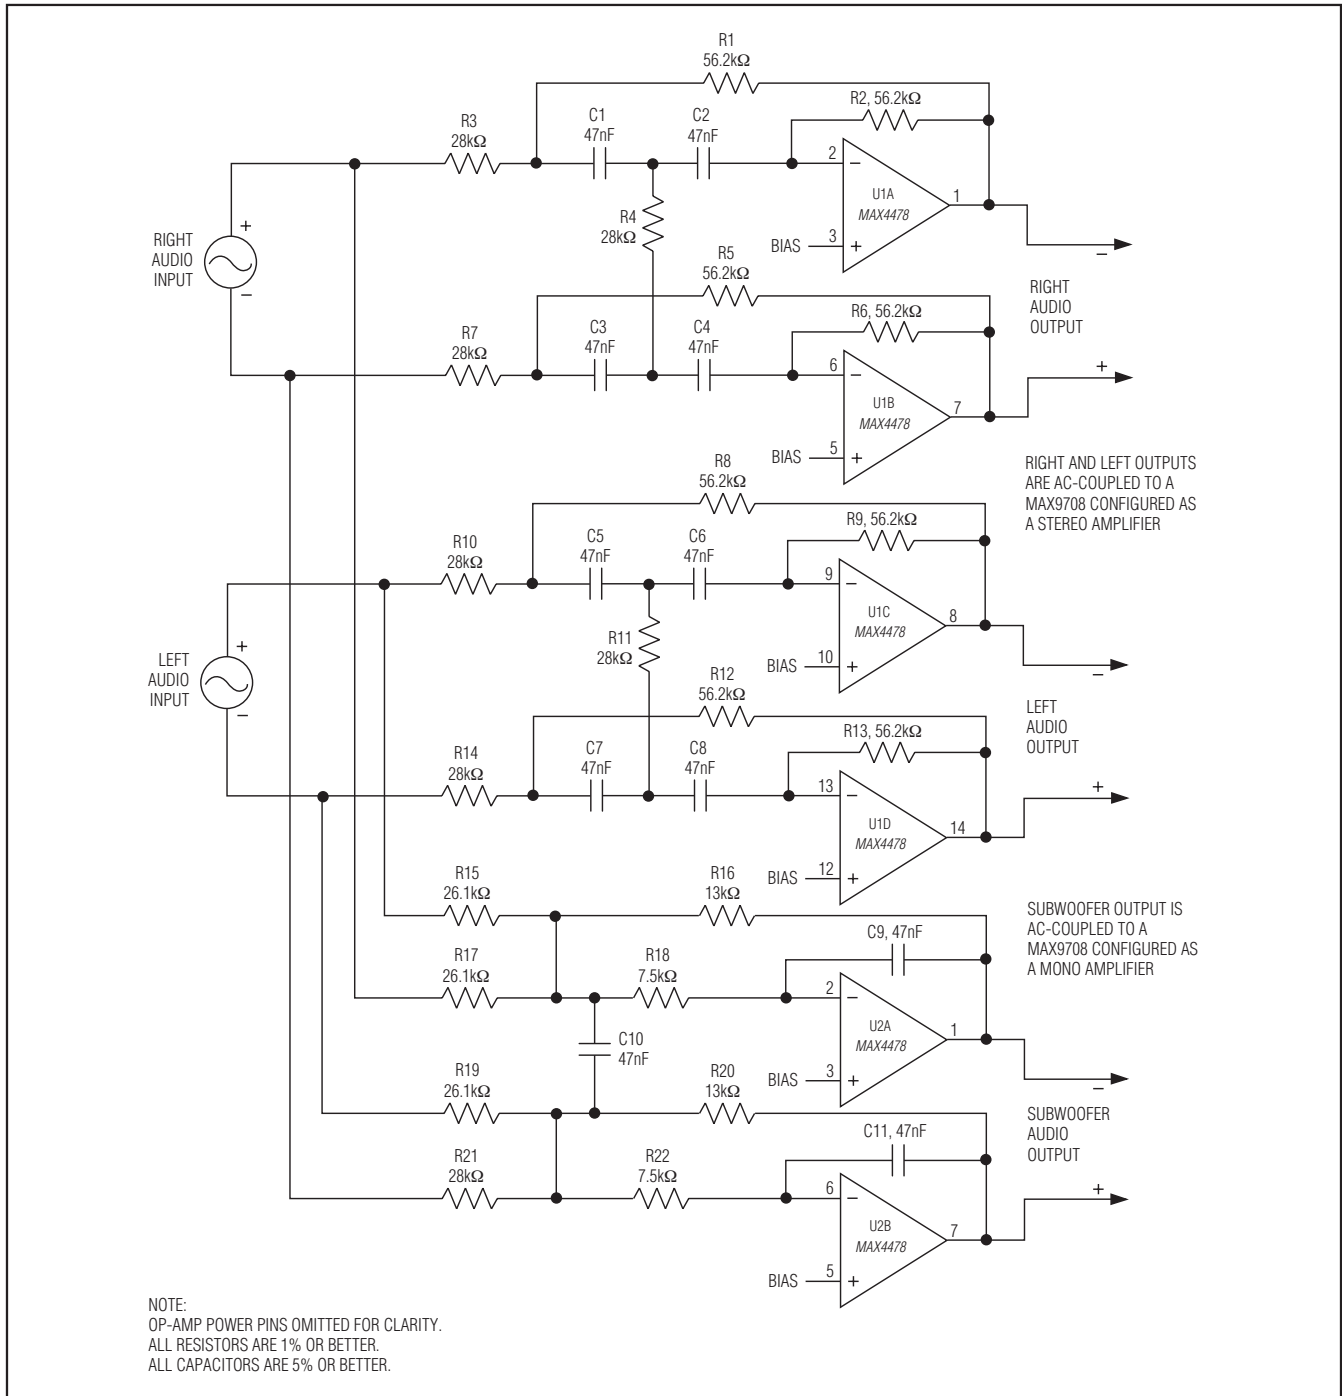 R1
56.2kΩ
R2, 56.2kΩ
R3
28kΩ
C1
47nF
C2
47nF
2
−
U1A
MAX4478
1
R4
28kΩ
BIAS
3
+
−
+
RIGHT
AUDIO
INPUT
−
R5
56.2kΩ
RIGHT
AUDIO
OUTPUT
R6, 56.2kΩ
R7
28kΩ
C3
47nF
C4
47nF
6
−
U1B
MAX4478
7
+
BIAS
5
+
RIGHT AND LEFT OUTPUTS
ARE AC-COUPLED TO A
MAX9708 CONFIGURED AS
A STEREO AMPLIFIER
R8
56.2kΩ
R9, 56.2kΩ
R10
28kΩ
C5
47nF
C6
47nF
9
−
U1C
MAX4478
8
R11
28kΩ
BIAS
10
+
−
+
LEFT
AUDIO
INPUT
−
R12
56.2kΩ
LEFT
AUDIO
OUTPUT
R13, 56.2kΩ
R14
28kΩ
C7
47nF
C8
47nF
13
−
U1D
MAX4478
14
+
BIAS
12
+
R15
26.1kΩ
R16
13kΩ
SUBWOOFER OUTPUT IS
AC-COUPLED TO A
MAX9708 CONFIGURED AS
A MONO AMPLIFIER
C9, 47nF
R17
26.1kΩ
R18
7.5kΩ
2
−
U2A
MAX4478
1
C10
47nF
BIAS
3
+
−
R19
26.1kΩ
R20
13kΩ
SUBWOOFER
AUDIO
OUTPUT
C11, 47nF
R21
28kΩ
R22
7.5kΩ
6
−
U2B
MAX4478
7
+
BIAS
5
+
NOTE:
OP-AMP POWER PINS OMITTED FOR CLARITY.
ALL RESISTORS ARE 1% OR BETTER.
ALL CAPACITORS ARE 5% OR BETTER.